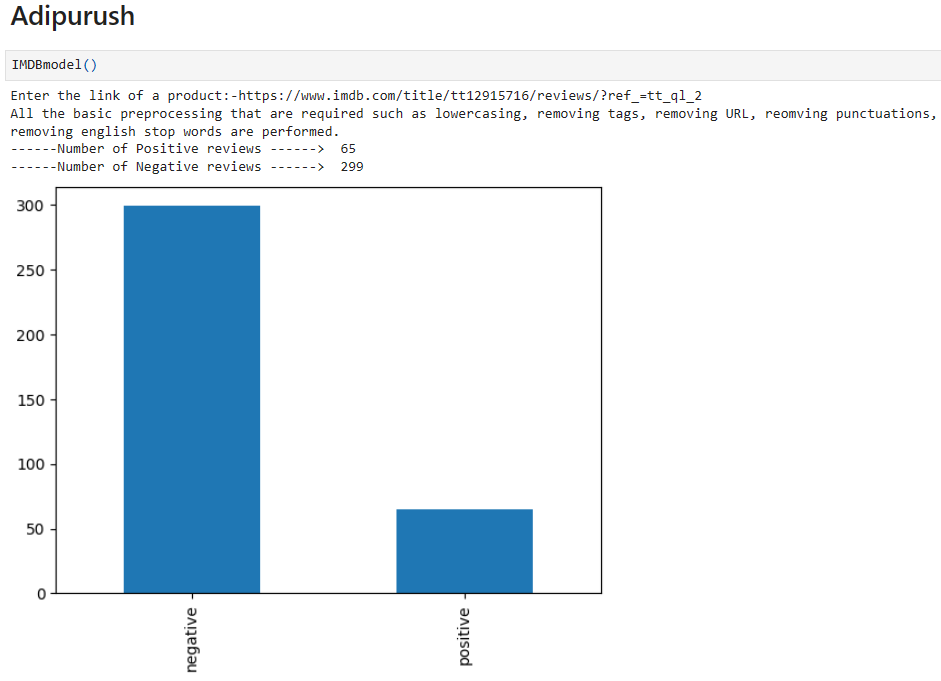 Adipurush
IMDBmodel()
Enter the link of a product:-https://www.imdb.com/title/tt12915716/reviews/?ref_=tt_ql_2
All the basic preprocessing that are required such as lowercasing, removing tags, removing URL, reomving punctuations,
removing english stop words are performed.
------Number of Positive reviews ------>  65
------Number of Negative reviews ------>  299
300
250
200
150
100
50
0
negative
positive